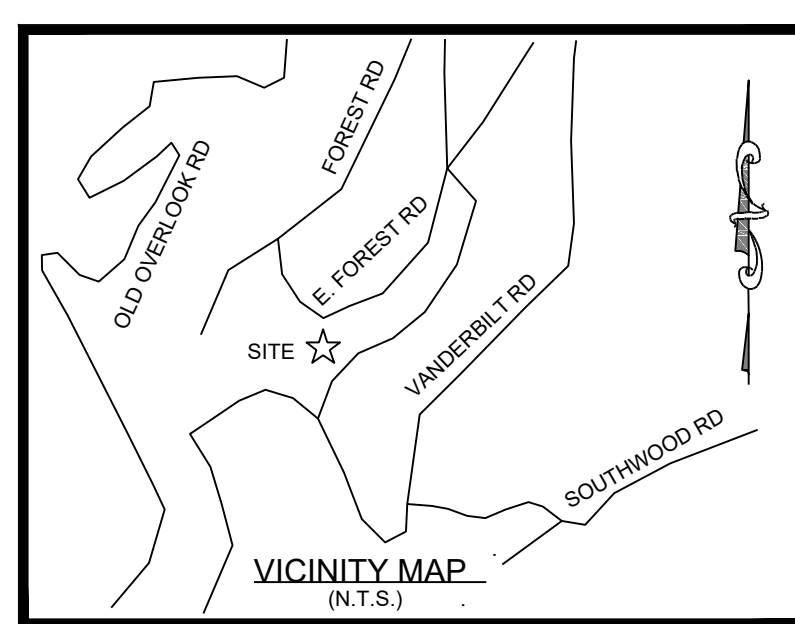 FOREST RD
OLD OVERLOOK RD
E. FOREST RD
SITE
VANDERBILT RD
SOUTHWOOD RD
VICINITY MAP
(N.T.S.)